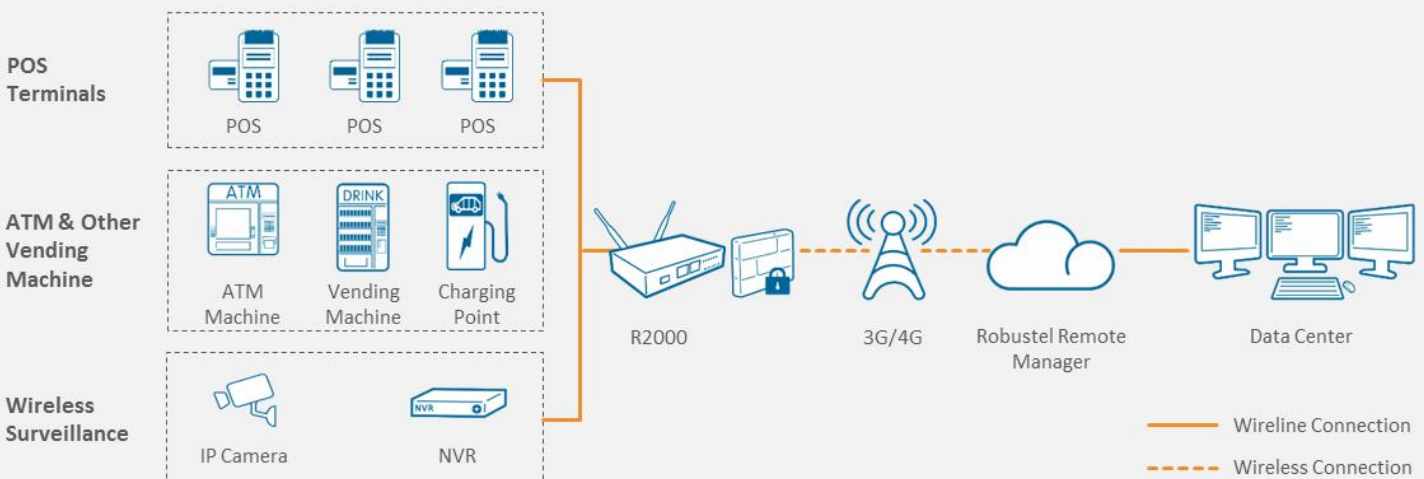 POS
Terminals
POS
POS
POS
ATM & Other
Vending
Machine
ATM
DRINK
ATM
Machine
Vending
Machine
Charging
Point
R2000
3G/4G
Robustel Remote
Manager
Data Center
Wireless
Surveillance
NVR
IP Camera
NVR
Wireline Connection
Wireless Connection